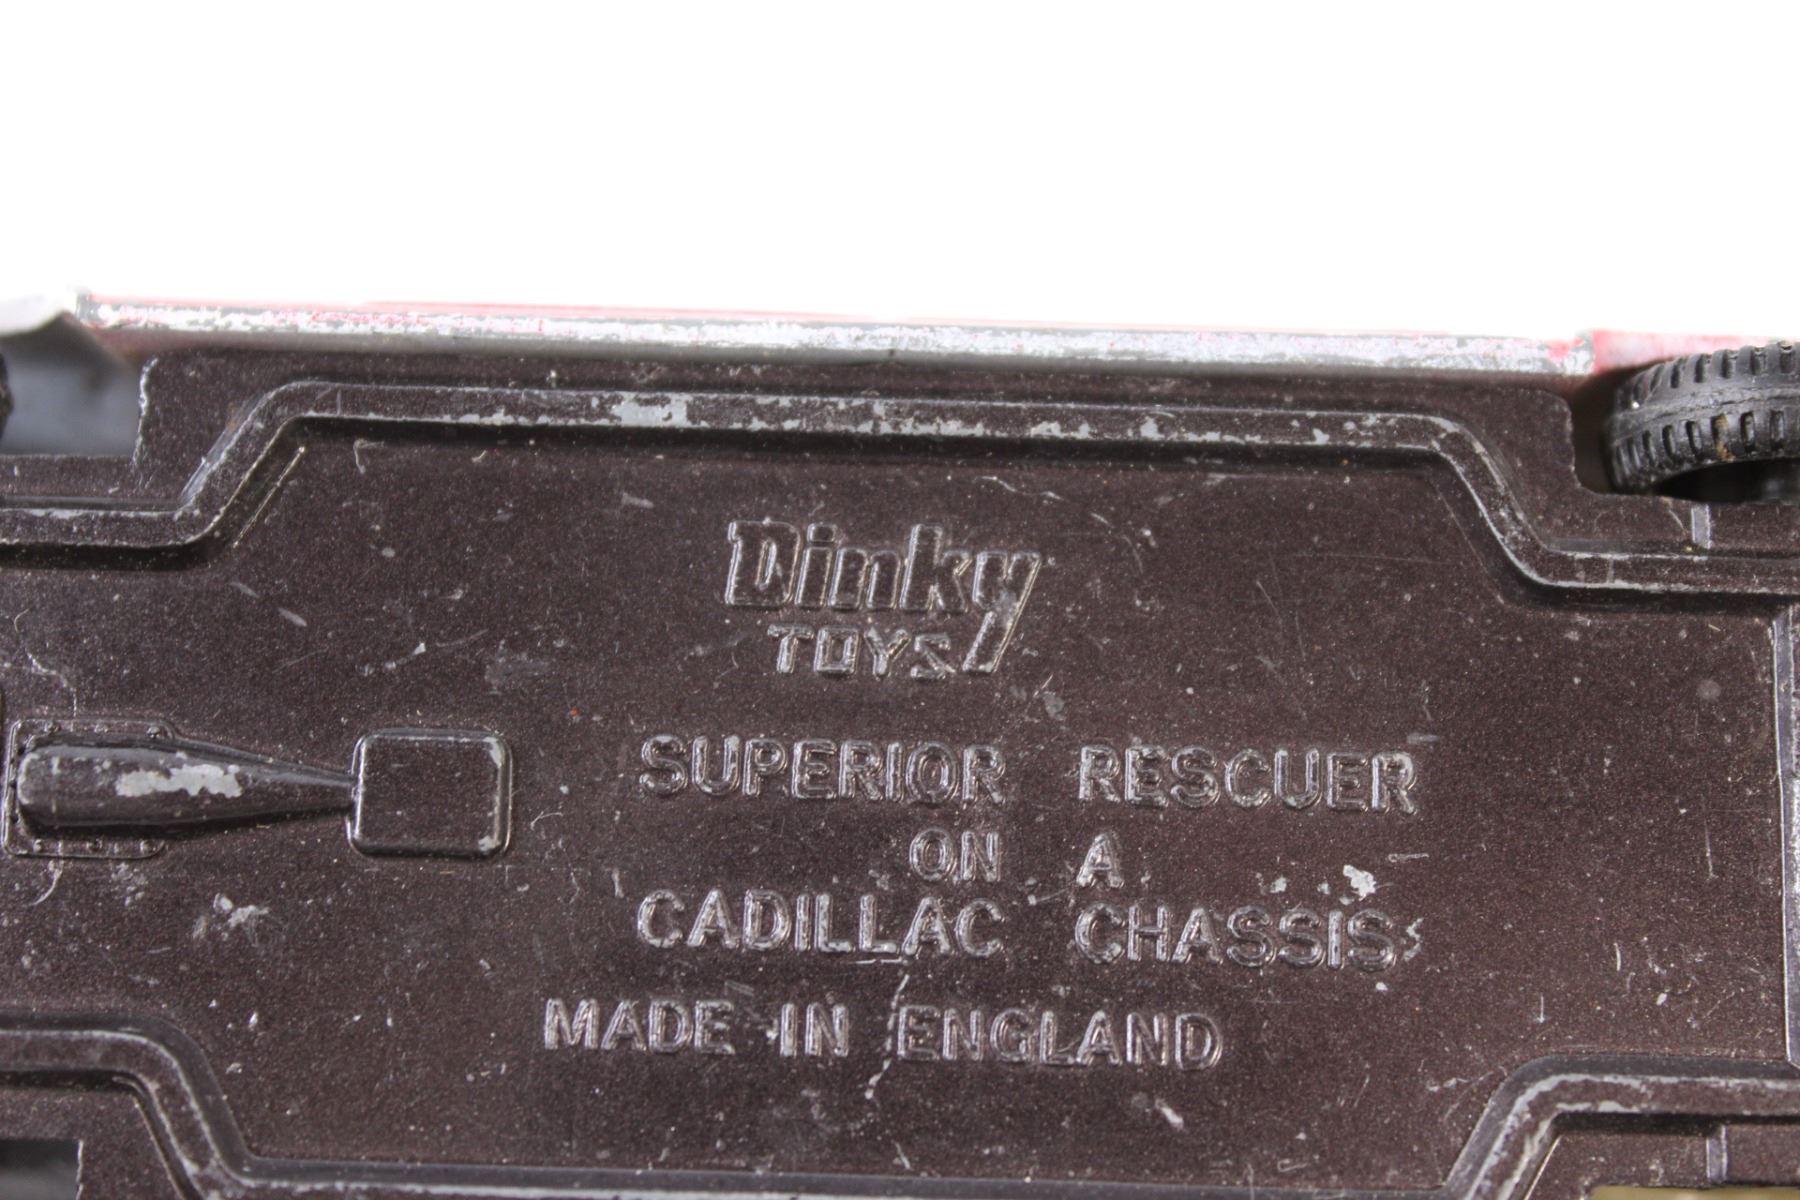 Dinky
TOYS
SUPERIOR RESCUER
ON A
CADILLAC CHASSIS
MADE IN ENGLAND